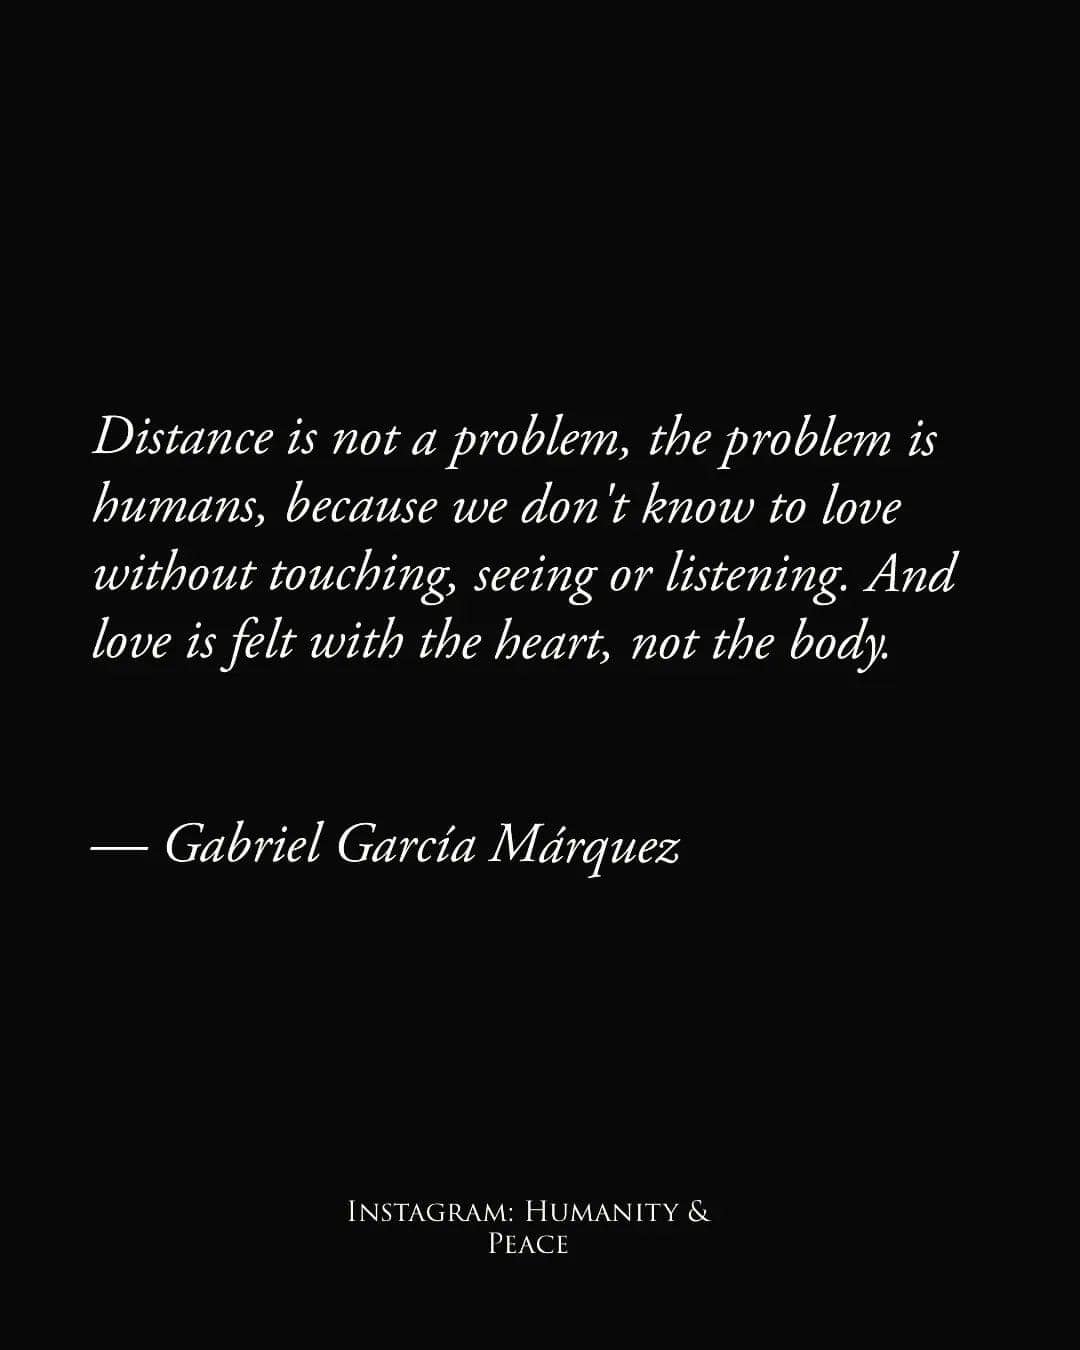 Distance is not a problem, the problem is
humans, because we don't know to love
without touching, seeing or listening. And
love is felt with the heart, not the body.
— Gabriel García Márquez
Instagram: Humanity &
Peace